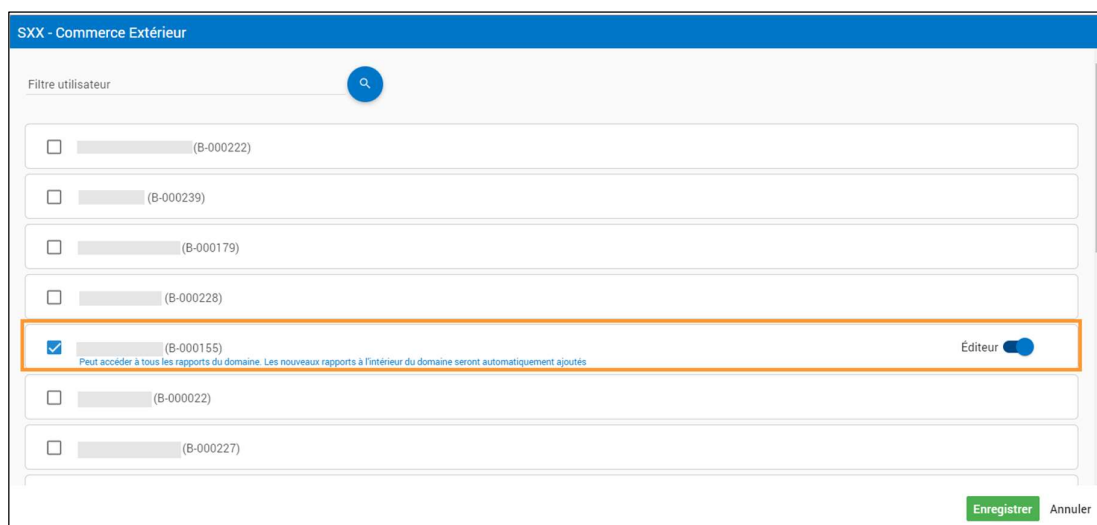 SXX - Commerce Extérieur
Filtre utilisateur
(B-000222)
(B-000239)
(B-000179)
(B-000228)
(B-000155)
Éditeur
Peut accéder à tous les rapports du domaine. Les nouveaux rapports à l'intérieur du domaine seront automatiquement ajoutés
(B-000022)
(B-000227)
Enregistrer Annuler